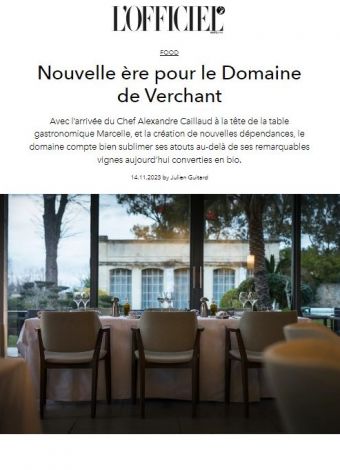 L'OFFICIEL
FOOD
Nouvelle ère pour le Domaine
de Verchant
Avec l'arrivée du Chef Alexandre Caillaud à la tête de la table
gastronomique Marcelle, et la création de nouvelles dépendances, le
domaine compte bien sublimer ses atouts au-delà de ses remarquables
vignes aujourd'hui converties en bio.
14.11.2023 by Julien Guitard